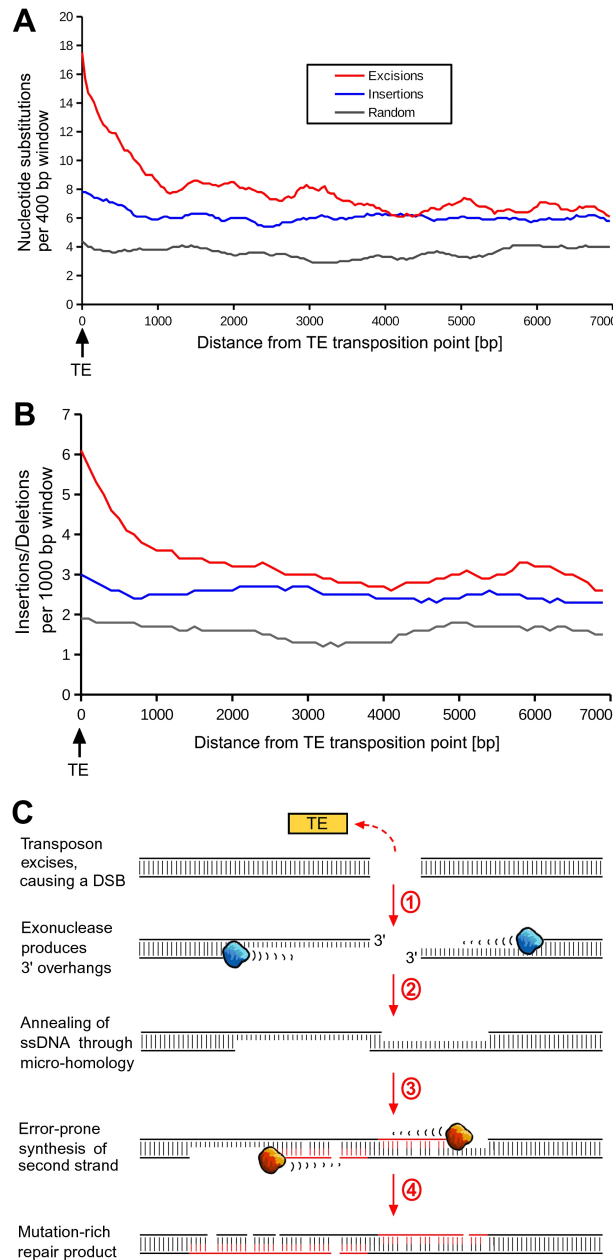 A
Nucleotide substitutions
per 400 bp window
20
18
16
14
12
10
8
6
4
2
0
Excisions
Insertions
Random
0 1000 2000 3000 4000 5000 6000 7000
Distance from TE transposition point [bp]
TE
B
Insertions/Deletions
per 1000 bp window
7
6
5
4
3
2
1
0
0 1000 2000 3000 4000 5000 6000 7000
Distance from TE transposition point [bp]
TE
C
TE
Transposon
excises,
causing a DSB
1
Exonuclease
produces
3' overhangs
3'
3'
2
Annealing of
ssDNA through
micro-homology
3
Error-prone
synthesis of
second strand
4
Mutation-rich
repair product